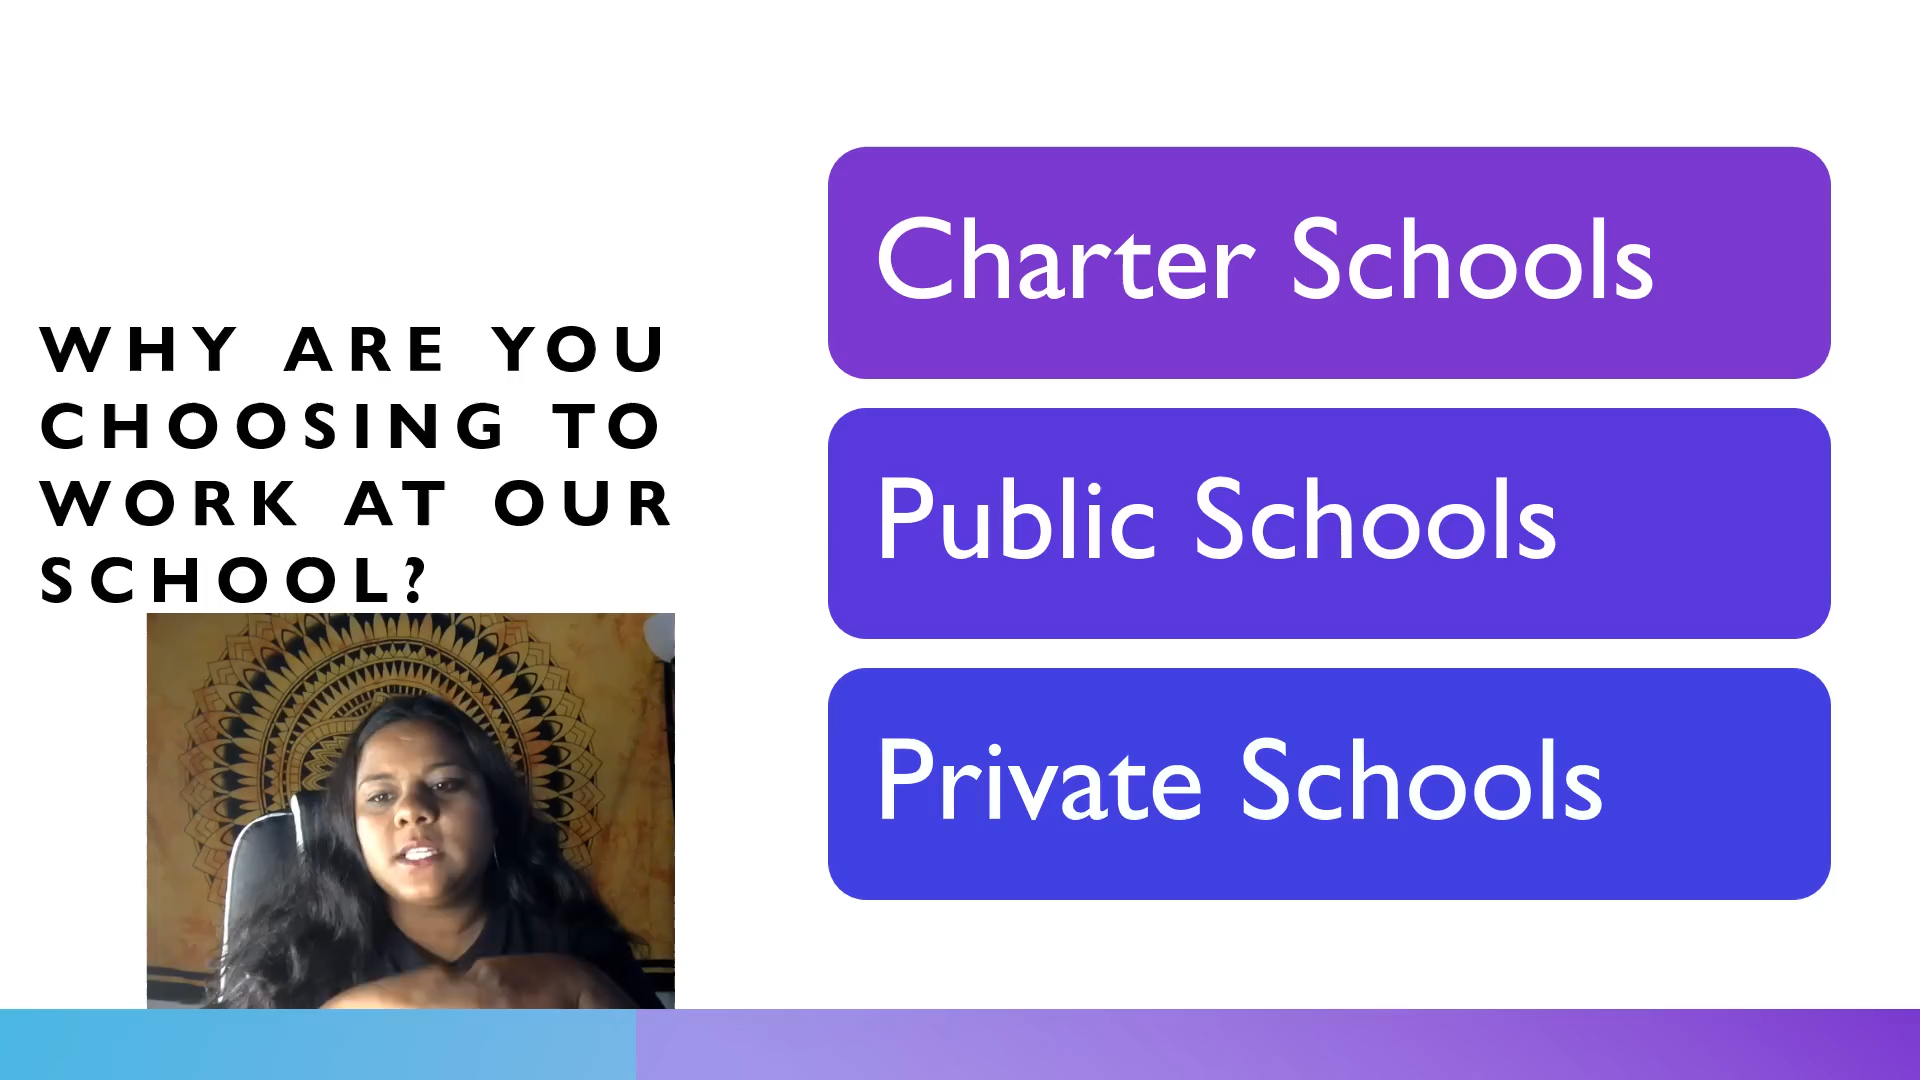 WHY ARE YOU
CHOOSING TO
WORK AT OUR
SCHOOL?
Charter Schools
Public Schools
Private Schools